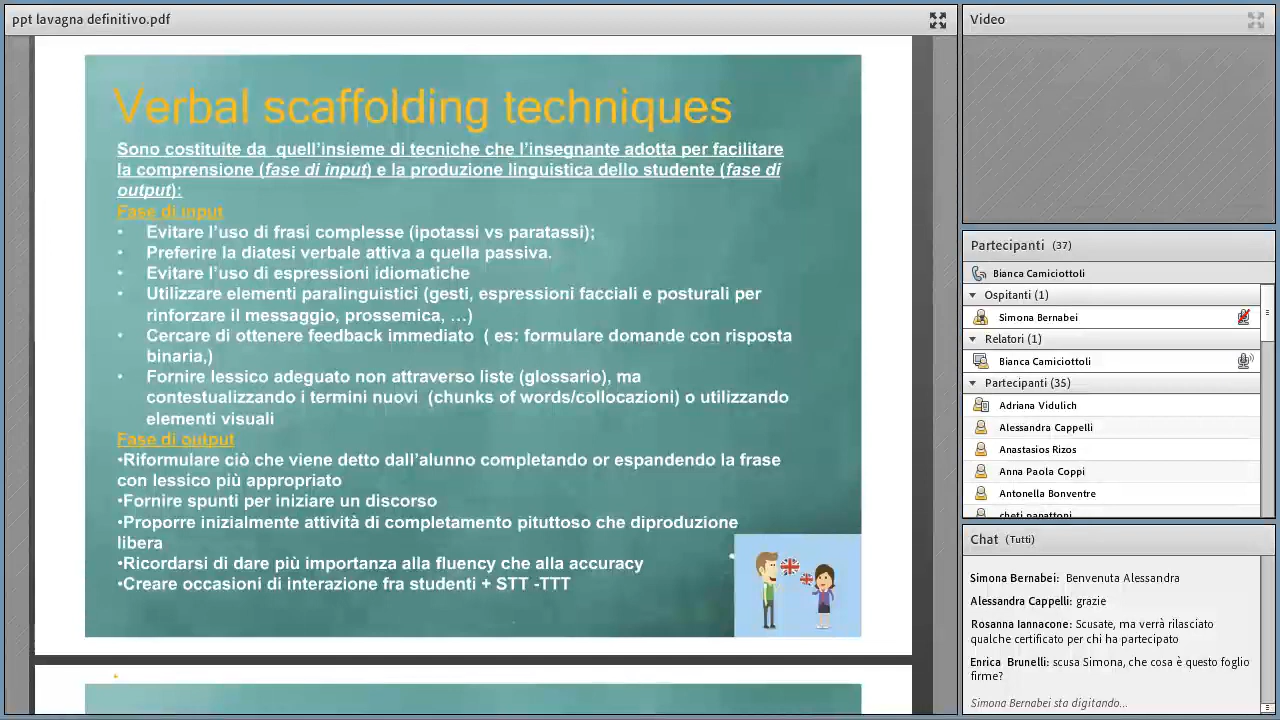 ppt lavagna definitivo.pdf
Verbal scaffolding techniques
Sono costituite da quell'insieme di tecniche che l'insegnante adotta per facilitare
la comprensione (fase di input) e la produzione linguistica dello studente (fase di
output):
Fase di input
• Evitare l'uso di frasi complesse (ipotassi vs paratassi);
• Preferire la diatesi verbale attiva a quella passiva.
• Evitare l'uso di espressioni idiomatiche
• Utilizzare elementi paralinguistici (gesti, espressioni facciali e posturali per
rinforzare il messaggio, prossemica, …)
• Cercare di ottenere feedback immediato ( es: formulare domande con risposta
binaria,)
• Fornire lessico adeguato non attraverso liste (glossario), ma
contestualizzando i termini nuovi (chunks of words/collocazioni) o utilizzando
elementi visuali
Fase di output
•Riformulare ciò che viene detto dall'alunno completando or espandendo la frase
con lessico più appropriato
•Fornire spunti per iniziare un discorso
•Proporre inizialmente attività di completamento pituttoso che diproduzione
libera
•Ricordarsi di dare più importanza alla fluency che alla accuracy
•Creare occasioni di interazione fra studenti + STT -TTT
Video
Partecipanti (37)
Bianca Camiciottoli
Ospitanti (1)
Simona Bernabei
Relatori (1)
Bianca Camiciottoli
Partecipanti (35)
Adriana Vidulich
Alessandra Cappelli
Anastasios Rizos
Anna Paola Coppi
Antonella Bonventre
Chat (Tutti)
Simona Bernabei: Benvenuta Alessandra
Alessandra Cappelli: grazie
Rosanna Iannacone: Scusate, ma verrà rilasciato
qualche certificato per chi ha partecipato
Enrica Brunelli: scusa Simona, che cosa è questo foglio
firme?
Simona Bernabei sta digitando...